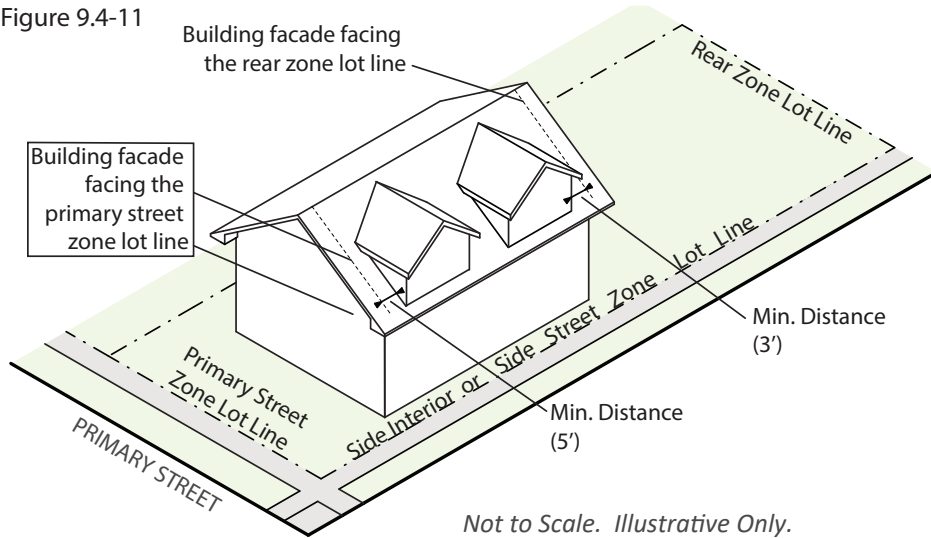 Figure 9.4-11
Building facade facing
the rear zone lot line
Rear Zone Lot Line
Building facade
facing the
primary street
zone lot line
Min. Distance
(3’)
Side Interior or Side Street Zone Lot Line
Primary Street
Zone Lot Line
Min. Distance
(5’)
PRIMARY STREET
Not to Scale. Illustrative Only.